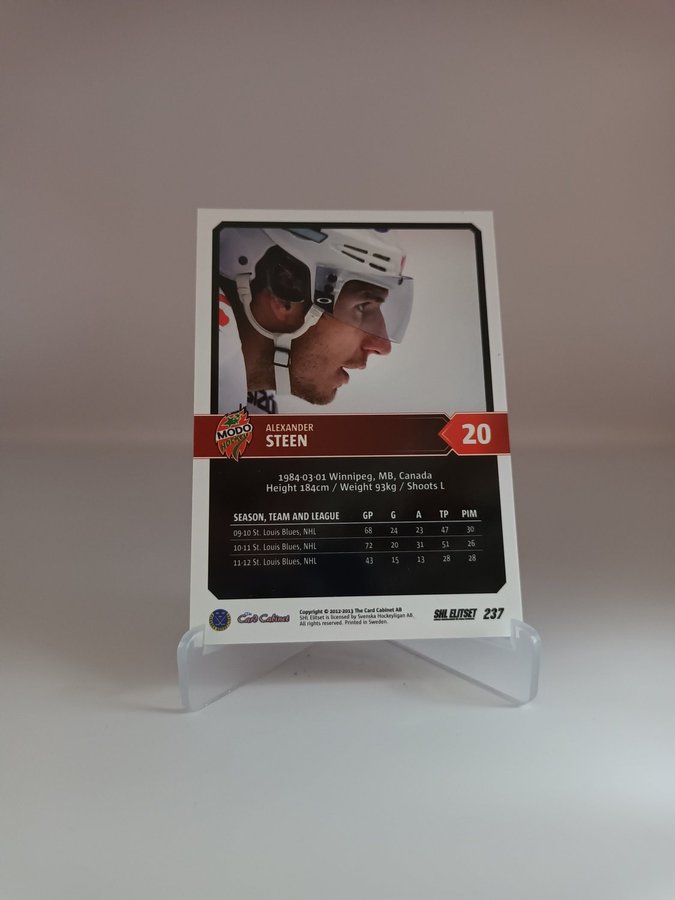 MODO
HOCKEY
ALEXANDER
STEEN
20
1984-03-01 Winnipeg, MB, Canada
Height 184cm / Weight 93kg / Shoots L
SEASON, TEAM AND LEAGUE GP G A TP PIM
09-10 St. Louis Blues, NHL 68 24 23 47 30
10-11 St. Louis Blues, NHL 72 20 31 51 26
11-12 St. Louis Blues, NHL 43 15 13 28 28
Card Cabinet
Copyright © 2012-2013 The Card Cabinet AB
SHL Elitset is licensed by Svenska Hockeyligan AB.
All rights reserved. Printed in Sweden.
SHL ELITSET 237